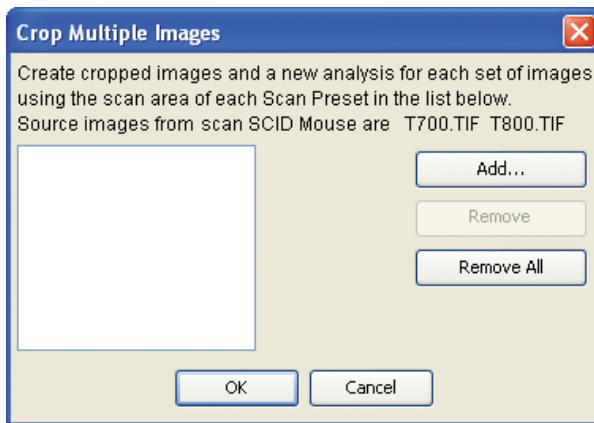 Crop Multiple Images
Create cropped images and a new analysis for each set of images
using the scan area of each Scan Preset in the list below.
Source images from scan SCID Mouse are T700.TIF T800.TIF
Add...
Remove
Remove All
OK
Cancel